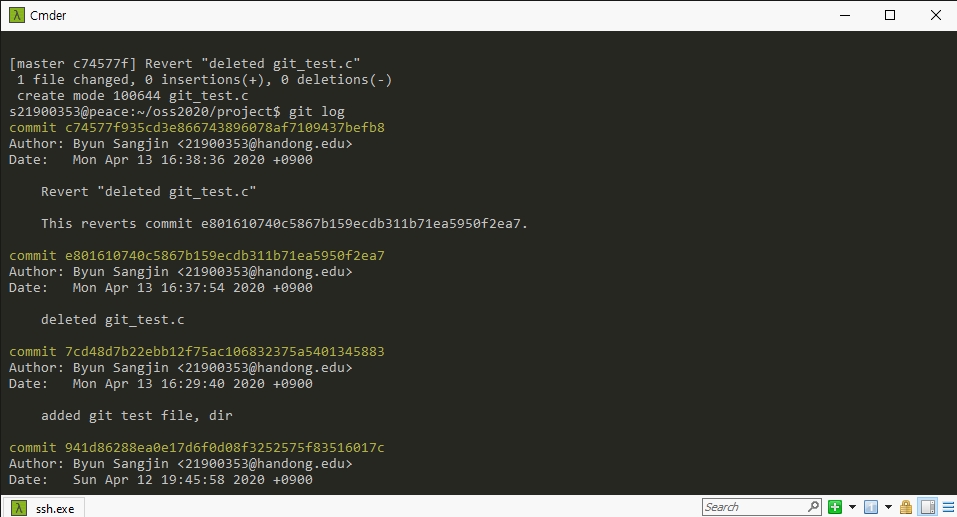 Cmder
[master c74577f] Revert "deleted git_test.c"
 1 file changed, 0 insertions(+), 0 deletions(-)
 create mode 100644 git_test.c
s21900353@peace:~/oss2020/project$ git log
commit c74577f935cd3e866743896078af7109437befb8
Author: Byun Sangjin <21900353@handong.edu>
Date:   Mon Apr 13 16:38:36 2020 +0900
    Revert "deleted git_test.c"
    This reverts commit e801610740c5867b159ecdb311b71ea5950f2ea7.
commit e801610740c5867b159ecdb311b71ea5950f2ea7
Author: Byun Sangjin <21900353@handong.edu>
Date:   Mon Apr 13 16:37:54 2020 +0900
    deleted git_test.c
commit 7cd48d7b22ebb12f75ac106832375a5401345883
Author: Byun Sangjin <21900353@handong.edu>
Date:   Mon Apr 13 16:29:40 2020 +0900
    added git test file, dir
commit 941d86288ea0e17d6f0d08f3252575f83516017c
Author: Byun Sangjin <21900353@handong.edu>
Date:   Sun Apr 12 19:45:58 2020 +0900
ssh.exe
Search